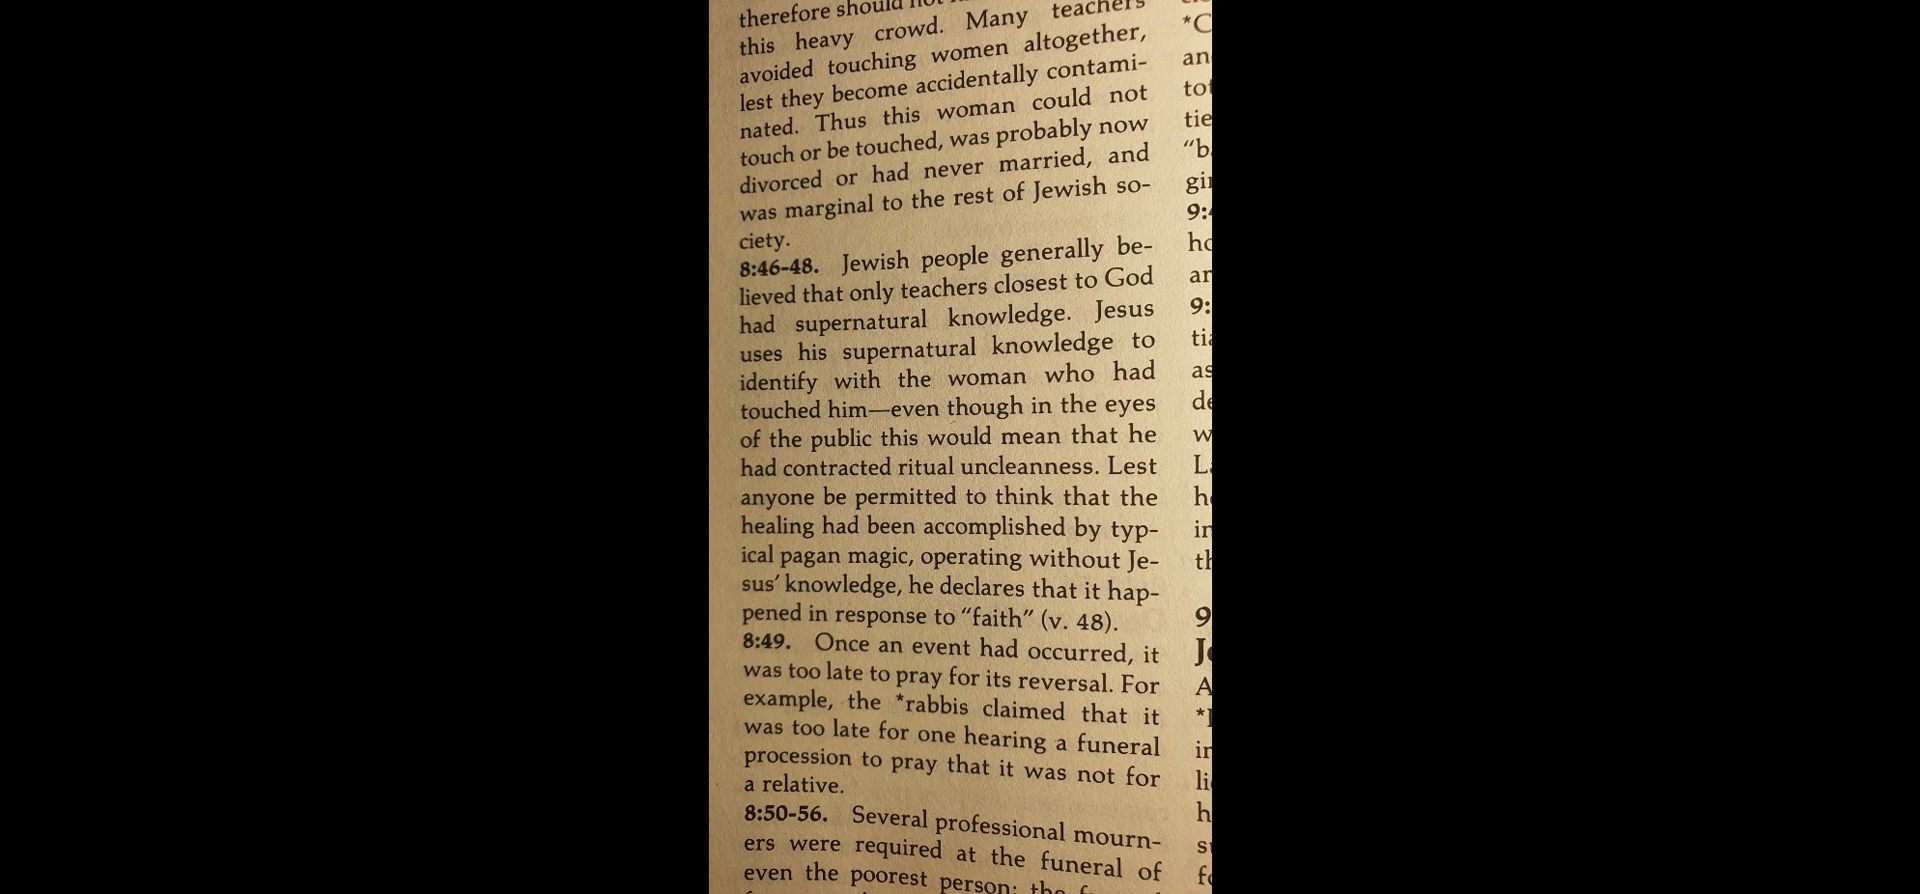 therefore should not
this heavy crowd. Many teachers
avoided touching women altogether,
lest they become accidentally contami-
nated. Thus this woman could not
touch or be touched, was probably now
divorced or had never married, and
was marginal to the rest of Jewish so-
ciety.
8:46-48. Jewish people generally be-
lieved that only teachers closest to God
had supernatural knowledge. Jesus
uses his supernatural knowledge to
identify with the woman who had
touched him—even though in the eyes
of the public this would mean that he
had contracted ritual uncleanness. Lest
anyone be permitted to think that the
healing had been accomplished by typ-
ical pagan magic, operating without Je-
sus' knowledge, he declares that it hap-
pened in response to “faith” (v. 48).
8:49. Once an event had occurred, it
was too late to pray for its reversal. For
example, the *rabbis claimed that it
was too late for one hearing a funeral
procession to pray that it was not for
a relative.
8:50-56. Several professional mourn-
ers were required at the funeral of
even the poorest person; the